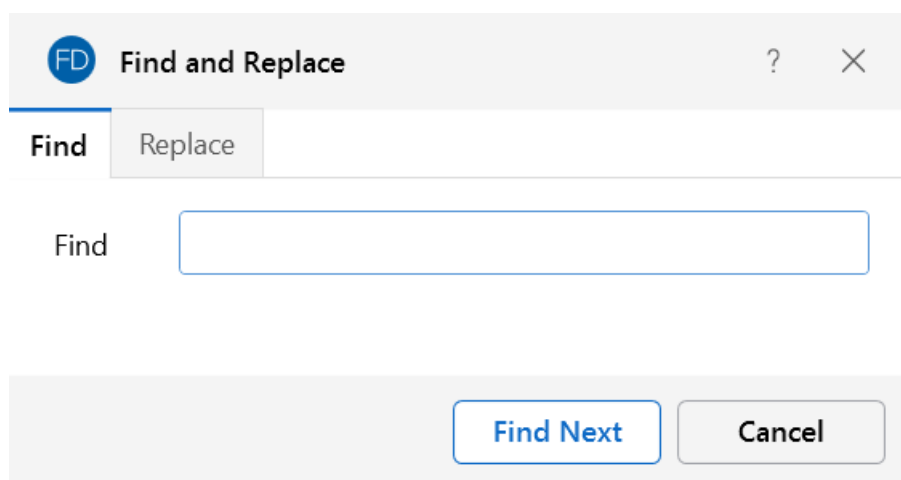 FD Find and Replace ?
Find Replace
Find
Find Next Cancel